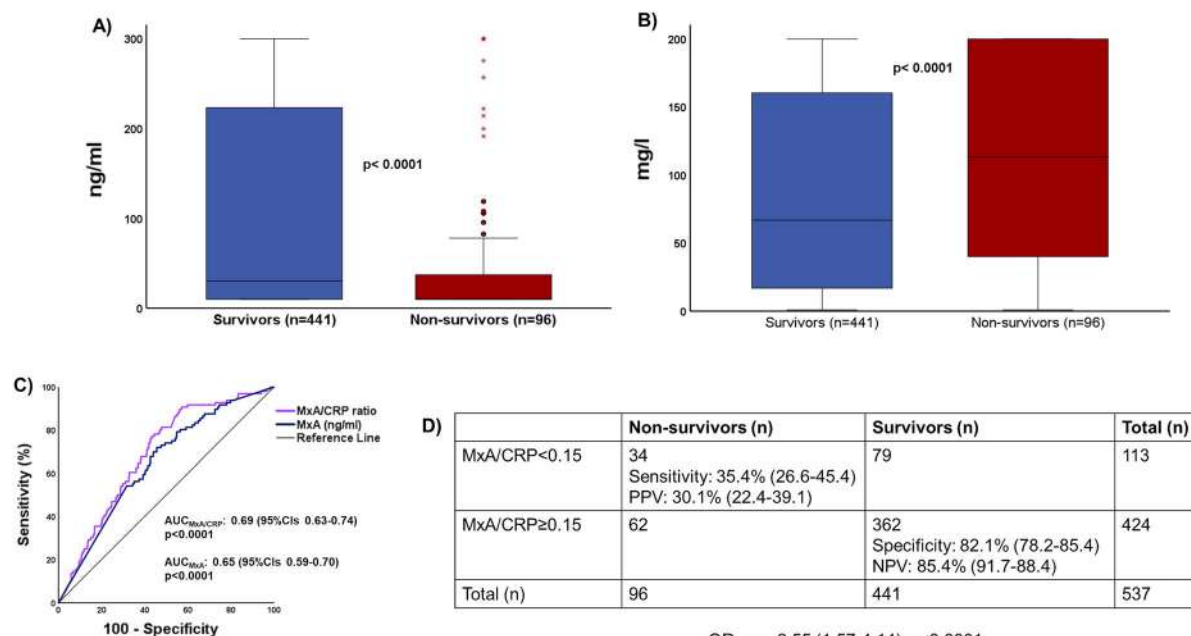 A)
300
200
100
0
ng/ml
p< 0.0001
Survivors (n=441)
Non-survivors (n=96)
B)
200
150
100
50
0
mg/l
p< 0.0001
Survivors (n=441)
Non-survivors (n=96)
C)
100
80
60
40
20
0
Sensitivity (%)
MxA/CRP ratio
MxA (ng/ml)
Reference Line
AUCMxA/CRP: 0.69 (95%CIs 0.63-0.74)
p<0.0001
AUCMxA: 0.65 (95%CIs 0.59-0.70)
p<0.0001
0 20 40 60 80 100
100 - Specificity
D)
Non-survivors (n) Survivors (n) Total (n)
MxA/CRP<0.15 34 79 113
Sensitivity: 35.4% (26.6-45.4)
PPV: 30.1% (22.4-39.1)
MxA/CRP≥0.15 62 362 424
Specificity: 82.1% (78.2-85.4)
NPV: 85.4% (91.7-88.4)
Total (n) 96 441 537